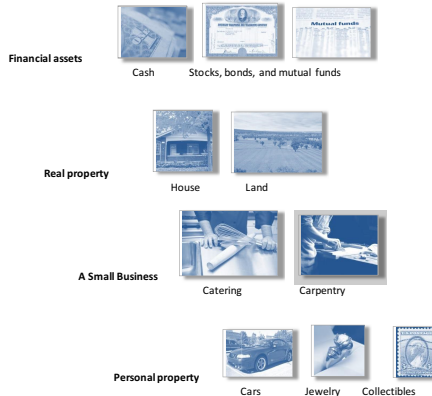 Mutual funds
Financial assets
Cash Stocks, bonds, and mutual funds
Real property
House Land
A Small Business
Catering Carpentry
Personal property
Cars Jewelry Collectibles